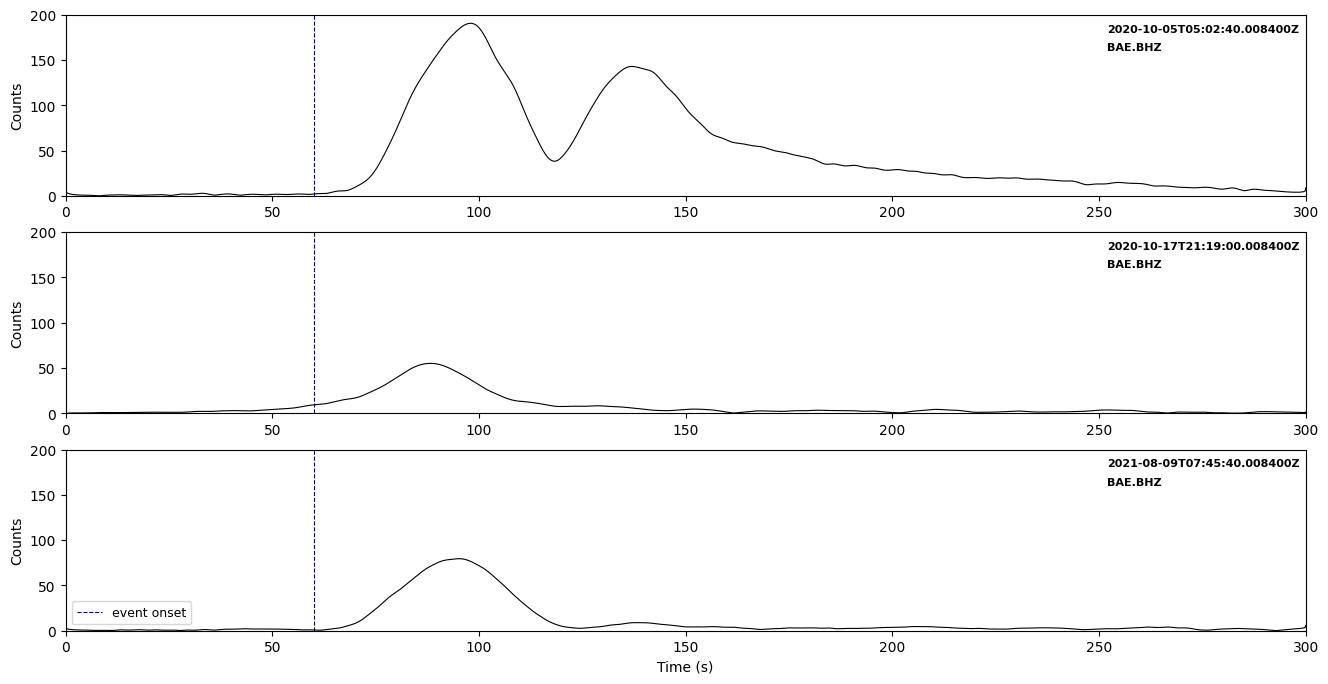 200
150
100
50
0
Counts
2020-10-05T05:02:40.008400Z
BAE.BHZ
0 50 100 150 200 250 300
200
150
100
50
0
Counts
2020-10-17T21:19:00.008400Z
BAE.BHZ
0 50 100 150 200 250 300
200
150
100
50
0
Counts
2021-08-09T07:45:40.008400Z
BAE.BHZ
event onset
0 50 100 150 200 250 300
Time (s)